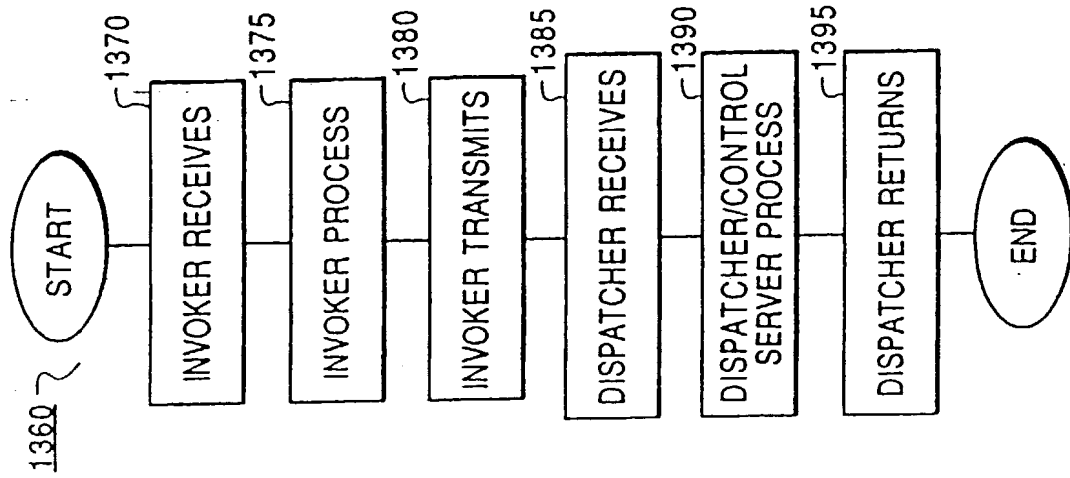 1360
START
1370
INVOKER RECEIVES
1375
INVOKER PROCESS
1380
INVOKER TRANSMITS
1385
DISPATCHER RECEIVES
1390
DISPATCHER/CONTROL
SERVER PROCESS
1395
DISPATCHER RETURNS
END